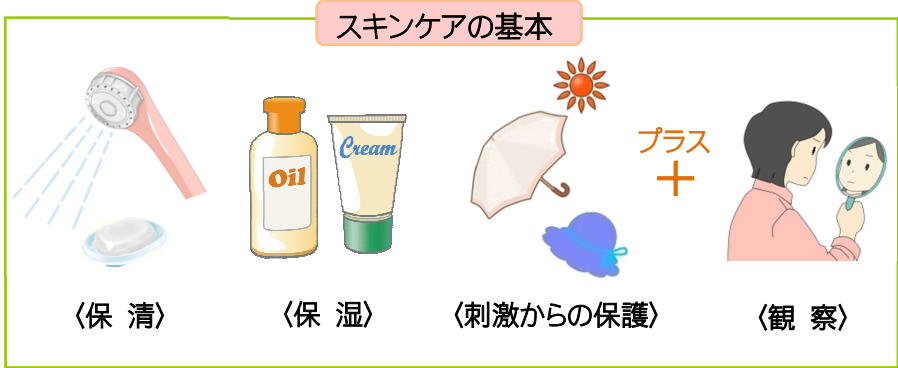 スキンケアの基本
Oil
Cream
プラス
+
〈保 清〉
〈保 湿〉
〈刺激からの保護〉
〈観 察〉